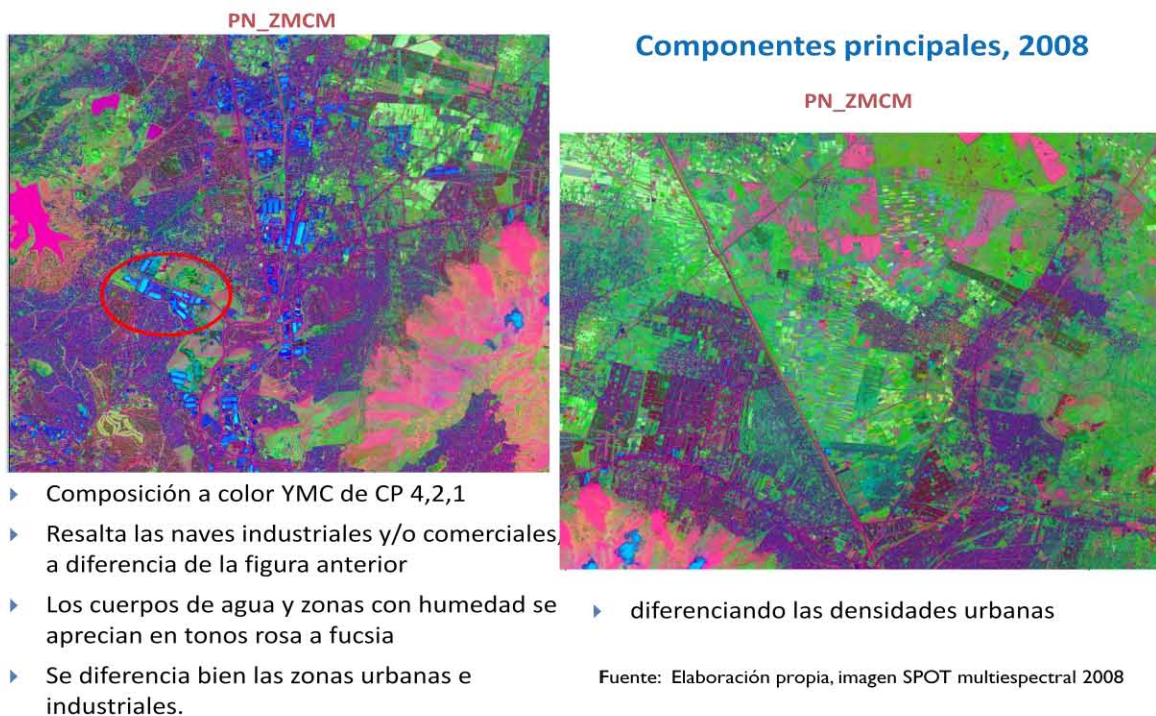 PN_ZMCM
Componentes principales, 2008
PN_ZMCM
Composición a color YMC de CP 4,2,1
Resalta las naves industriales y/o comerciales,
a diferencia de la figura anterior
Los cuerpos de agua y zonas con humedad se
aprecian en tonos rosa a fucsia
Se diferencia bien las zonas urbanas e
industriales.
diferenciando las densidades urbanas
Fuente: Elaboración propia, imagen SPOT multiespectral 2008